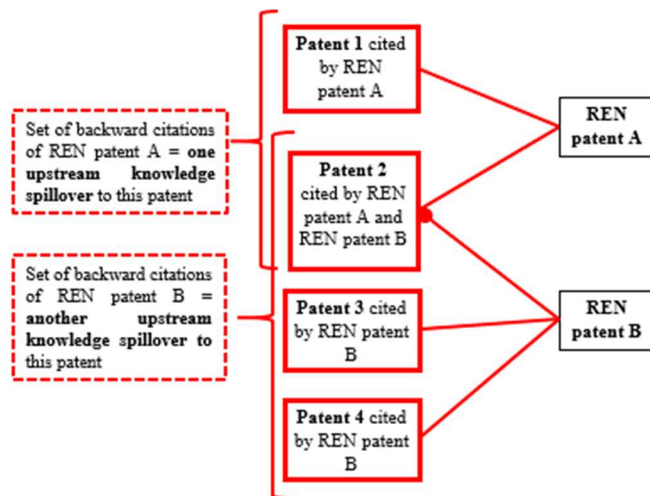 Set of backward citations
of REN patent A = one
upstream knowledge
spillover to this patent
Set of backward citations
of REN patent B =
another upstream
knowledge spillover to
this patent
Patent 1 cited
by REN
patent A
Patent 2
cited by REN
patent A and
REN patent B
Patent 3 cited
by REN patent
B
Patent 4 cited
by REN patent
B
REN
patent A
REN
patent B